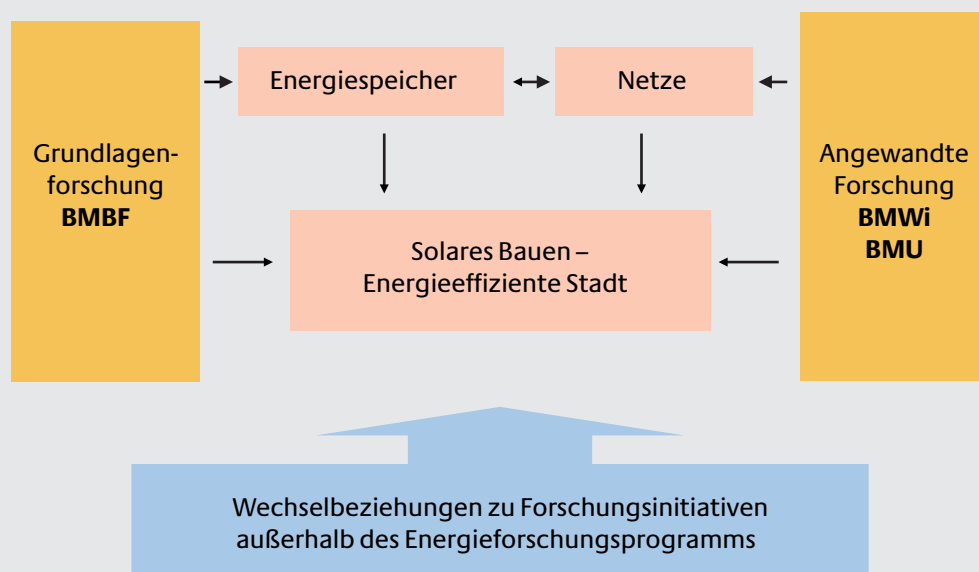 Grundlagen-
forschung
BMBF
Energiespeicher
Netze
Solares Bauen –
Energieeffiziente Stadt
Angewandte
Forschung
BMWi
BMU
Wechselbeziehungen zu Forschungsinitiativen
außerhalb des Energieforschungsprogramms